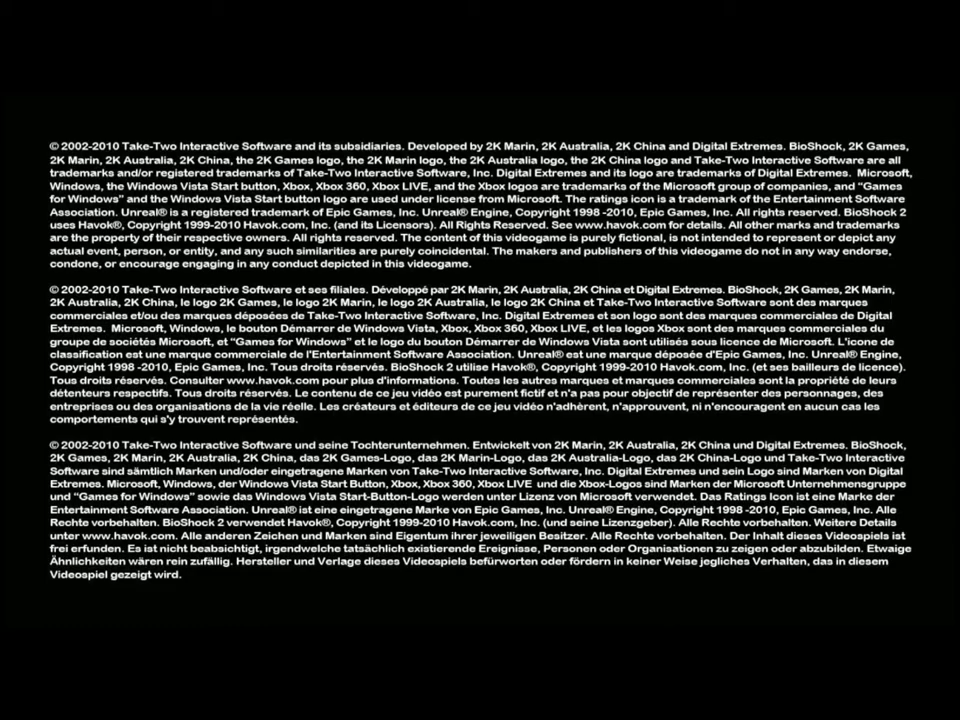 © 2002-2010 Take-Two Interactive Software and its subsidiaries. Developed by 2K Marin, 2K Australia, 2K China and Digital Extremes. BioShock, 2K Games,
2K Marin, 2K Australia, 2K China, the 2K Games logo, the 2K Marin logo, the 2K Australia logo, the 2K China logo and Take-Two Interactive Software are all
trademarks and/or registered trademarks of Take-Two Interactive Software, Inc. Digital Extremes and its logo are trademarks of Digital Extremes.  Microsoft,
Windows, the Windows Vista Start button, Xbox, Xbox 360, Xbox LIVE, and the Xbox logos are trademarks of the Microsoft group of companies, and “Games
for Windows” and the Windows Vista Start button logo are used under license from Microsoft. The ratings icon is a trademark of the Entertainment Software
Association. Unreal® is a registered trademark of Epic Games, Inc. Unreal® Engine, Copyright 1998 -2010, Epic Games, Inc. All rights reserved. BioShock 2
uses Havok®, Copyright 1999-2010 Havok.com, Inc. (and its Licensors). All Rights Reserved. See www.havok.com for details. All other marks and trademarks
are the property of their respective owners. All rights reserved. The content of this videogame is purely fictional, is not intended to represent or depict any
actual event, person, or entity, and any such similarities are purely coincidental. The makers and publishers of this videogame do not in any way endorse,
condone, or encourage engaging in any conduct depicted in this videogame.
© 2002-2010 Take-Two Interactive Software et ses filiales. Développé par 2K Marin, 2K Australia, 2K China et Digital Extremes. BioShock, 2K Games, 2K Marin,
2K Australia, 2K China, le logo 2K Games, le logo 2K Marin, le logo 2K Australia, le logo 2K China et Take-Two Interactive Software sont des marques
commerciales et/ou des marques déposées de Take-Two Interactive Software, Inc. Digital Extremes et son logo sont des marques commerciales de Digital
Extremes.  Microsoft, Windows, le bouton Démarrer de Windows Vista, Xbox, Xbox 360, Xbox LIVE, et les logos Xbox sont des marques commerciales du
groupe de sociétés Microsoft, et “Games for Windows” et le logo du bouton Démarrer de Windows Vista sont utilisés sous licence de Microsoft. L'icone de
classification est une marque commerciale de l'Entertainment Software Association. Unreal® est une marque déposée d'Epic Games, Inc. Unreal® Engine,
Copyright 1998 -2010, Epic Games, Inc. Tous droits réservés. BioShock 2 utilise Havok®, Copyright 1999-2010 Havok.com, Inc. (et ses bailleurs de licence).
Tous droits réservés. Consulter www.havok.com pour plus d'informations. Toutes les autres marques et marques commerciales sont la propriété de leurs
détenteurs respectifs. Tous droits réservés. Le contenu de ce jeu vidéo est purement fictif et n'a pas pour objectif de représenter des personnages, des
entreprises ou des organisations de la vie réelle. Les créateurs et éditeurs de ce jeu vidéo n'adhèrent, n'approuvent, ni n'encouragent en aucun cas les
comportements qui s'y trouvent représentés.
© 2002-2010 Take-Two Interactive Software und seine Tochterunternehmen. Entwickelt von 2K Marin, 2K Australia, 2K China und Digital Extremes. BioShock,
2K Games, 2K Marin, 2K Australia, 2K China, das 2K Games-Logo, das 2K Marin-Logo, das 2K Australia-Logo, das 2K China-Logo und Take-Two Interactive
Software sind sämtlich Marken und/oder eingetragene Marken von Take-Two Interactive Software, Inc. Digital Extremes und sein Logo sind Marken von Digital
Extremes. Microsoft, Windows, der Windows Vista Start Button, Xbox, Xbox 360, Xbox LIVE  und die Xbox-Logos sind Marken der Microsoft Unternehmensgruppe
und “Games for Windows” sowie das Windows Vista Start-Button-Logo werden unter Lizenz von Microsoft verwendet. Das Ratings Icon ist eine Marke der
Entertainment Software Association. Unreal® ist eine eingetragene Marke von Epic Games, Inc. Unreal® Engine, Copyright 1998 -2010, Epic Games, Inc. Alle
Rechte vorbehalten. BioShock 2 verwendet Havok®, Copyright 1999-2010 Havok.com, Inc. (und seine Lizenzgeber). Alle Rechte vorbehalten. Weitere Details
unter www.havok.com. Alle anderen Zeichen und Marken sind Eigentum ihrer jeweiligen Besitzer. Alle Rechte vorbehalten. Der Inhalt dieses Videospiels ist
frei erfunden. Es ist nicht beabsichtigt, irgendwelche tatsächlich existierende Ereignisse, Personen oder Organisationen zu zeigen oder abzubilden. Etwaige
Ähnlichkeiten wären rein zufällig. Hersteller und Verlage dieses Videospiels befürworten oder fördern in keiner Weise jegliches Verhalten, das in diesem
Videospiel gezeigt wird.